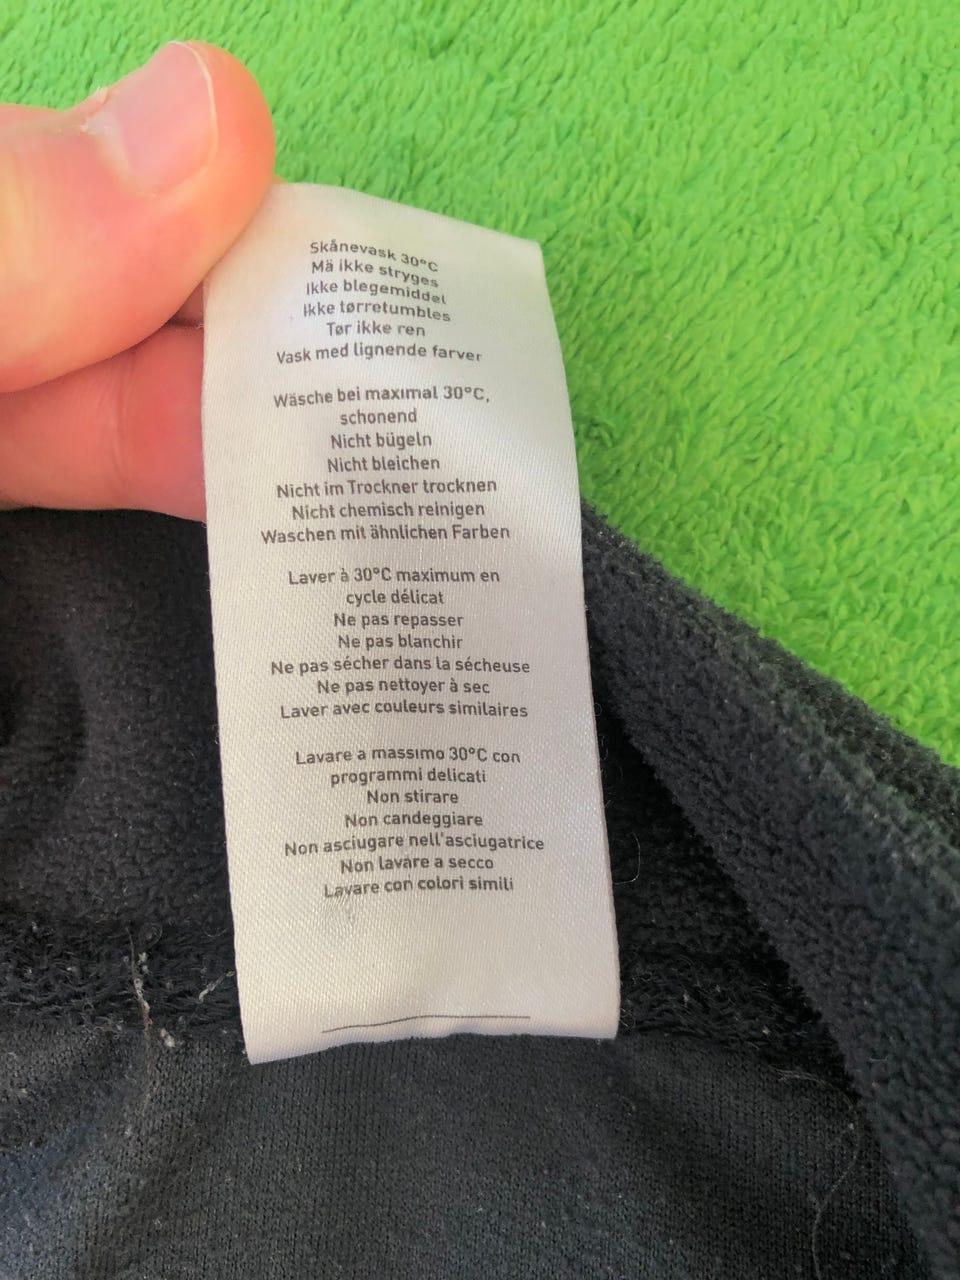 Skånevask 30°C
Mä ikke stryges
Ikke blegemiddel
Ikke tørretumbles
Tør ikke ren
Vask med lignende farver
Wäsche bei maximal 30°C,
schonend
Nicht bügeln
Nicht bleichen
Nicht im Trockner trocknen
Nicht chemisch reinigen
Waschen mit ähnlichen Farben
Laver à 30°C maximum en
cycle délicat
Ne pas repasser
Ne pas blanchir
Ne pas sécher dans la sécheuse
Ne pas nettoyer à sec
Laver avec couleurs similaires
Lavare a massimo 30°C con
programmi delicati
Non stirare
Non candeggiare
Non asciugare nell'asciugatrice
Non lavare a secco
Lavare con colori simili